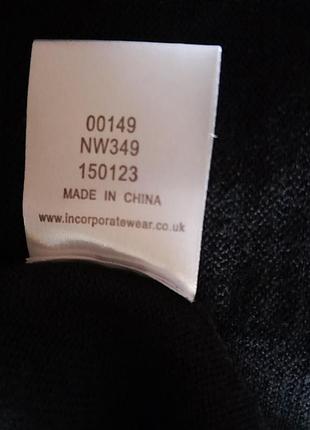 00149
NW349
150123
MADE IN CHINA
www.incorporatewear.co.uk